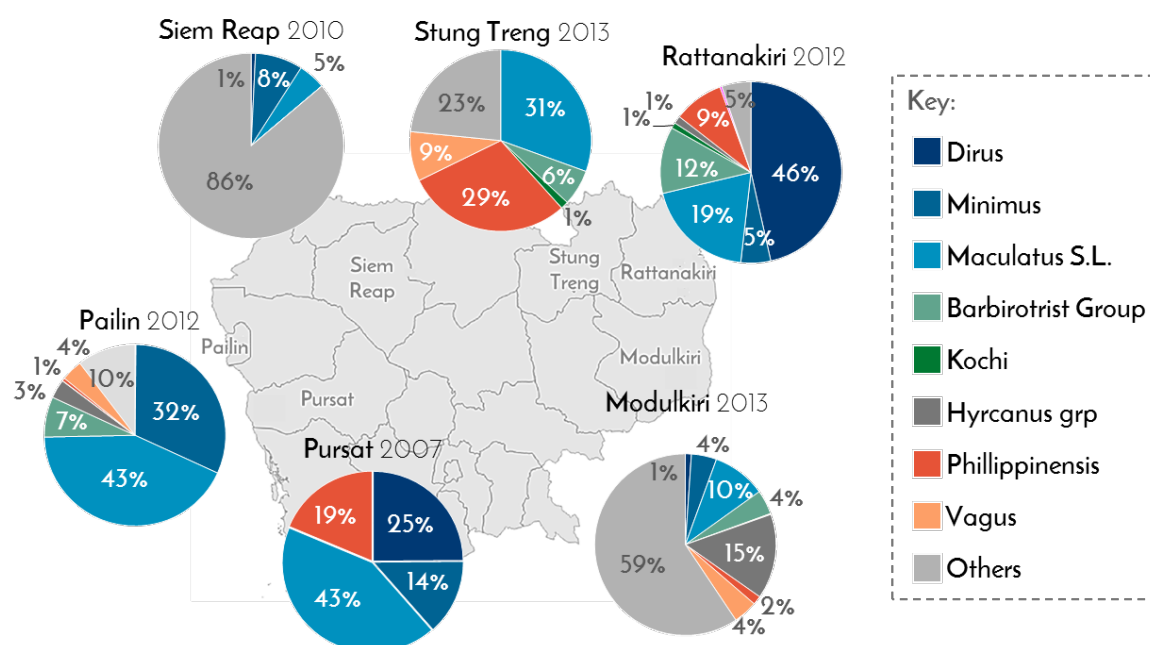 Siem Reap 2010
1%
8%
5%
86%
Stung Treng 2013
23%
31%
9%
6%
29%
1%
Rattanakiri 2012
1%
1%
9%
5%
12%
46%
19%
5%
Key:
Dirus
Minimus
Maculatus S.L.
Barbirotrist Group
Kochi
Hyrcanus grp
Phillippinensis
Vagus
Others
Siem
Reap
Stung
Treng
Rattanakiri
Pailin
Modulkiri
Pursat
Pailin 2012
4%
1%
3%
10%
7%
32%
43%
Pursat 2007
19%
25%
14%
43%
Modulkiri 2013
1%
4%
10%
4%
59%
15%
2%
4%